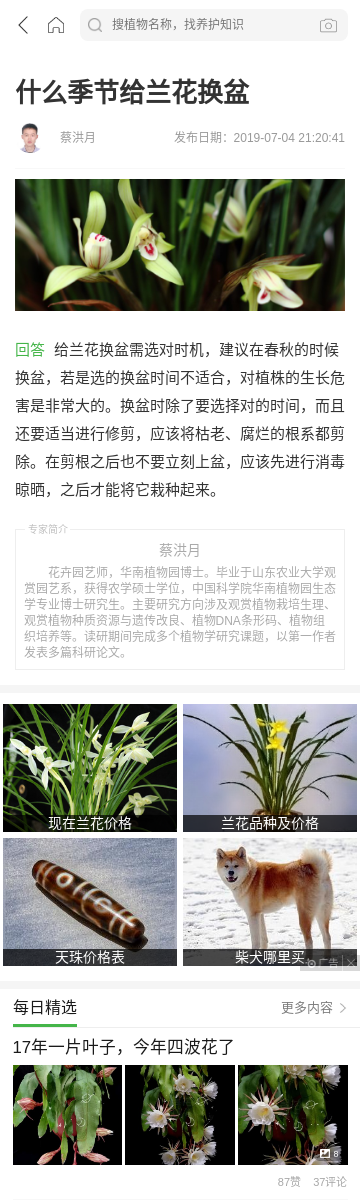 搜植物名称，找养护知识
什么季节给兰花换盆
蔡洪月
发布日期：2019-07-04 21:20:41
回答 给兰花换盆需选对时机，建议在春秋的时候
换盆，若是选的换盆时间不适合，对植株的生长危
害是非常大的。换盆时除了要选择对的时间，而且
还要适当进行修剪，应该将枯老、腐烂的根系都剪
除。在剪根之后也不要立刻上盆，应该先进行消毒
晾晒，之后才能将它栽种起来。
专家简介
蔡洪月
花卉园艺师，华南植物园博士。毕业于山东农业大学观
赏园艺系，获得农学硕士学位，中国科学院华南植物园生态
学专业博士研究生。主要研究方向涉及观赏植物栽培生理、
观赏植物种质资源与遗传改良、植物DNA条形码、植物组
织培养等。读研期间完成多个植物学研究课题，以第一作者
发表多篇科研论文。
现在兰花价格
兰花品种及价格
天珠价格表
柴犬哪里买
广告
每日精选
更多内容
17年一片叶子，今年四波花了
8
87赞 37评论